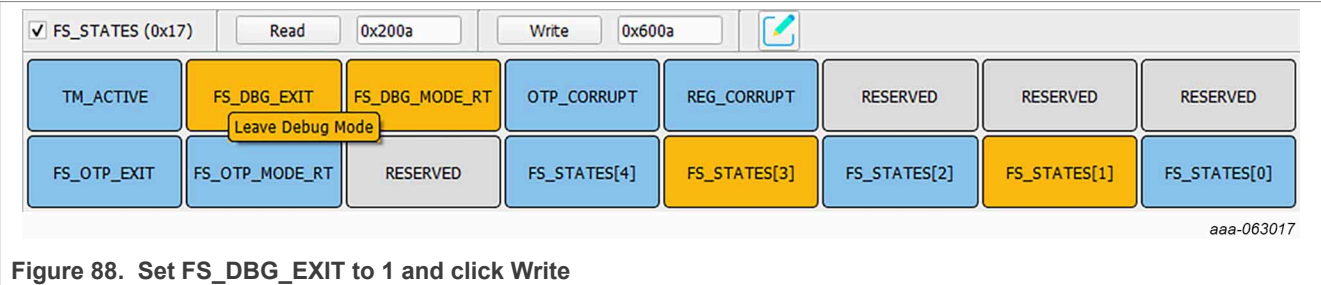 ✓ FS_STATES (0x17) Read 0x200a Write 0x600a
TM_ACTIVE FS_DBG_EXIT FS_DBG_MODE_RT OTP_CORRUPT REG_CORRUPT RESERVED RESERVED RESERVED
Leave Debug Mode
FS_OTP_EXIT FS_OTP_MODE_RT RESERVED FS_STATES[4] FS_STATES[3] FS_STATES[2] FS_STATES[1] FS_STATES[0]
aaa-063017
Figure 88. Set FS_DBG_EXIT to 1 and click Write